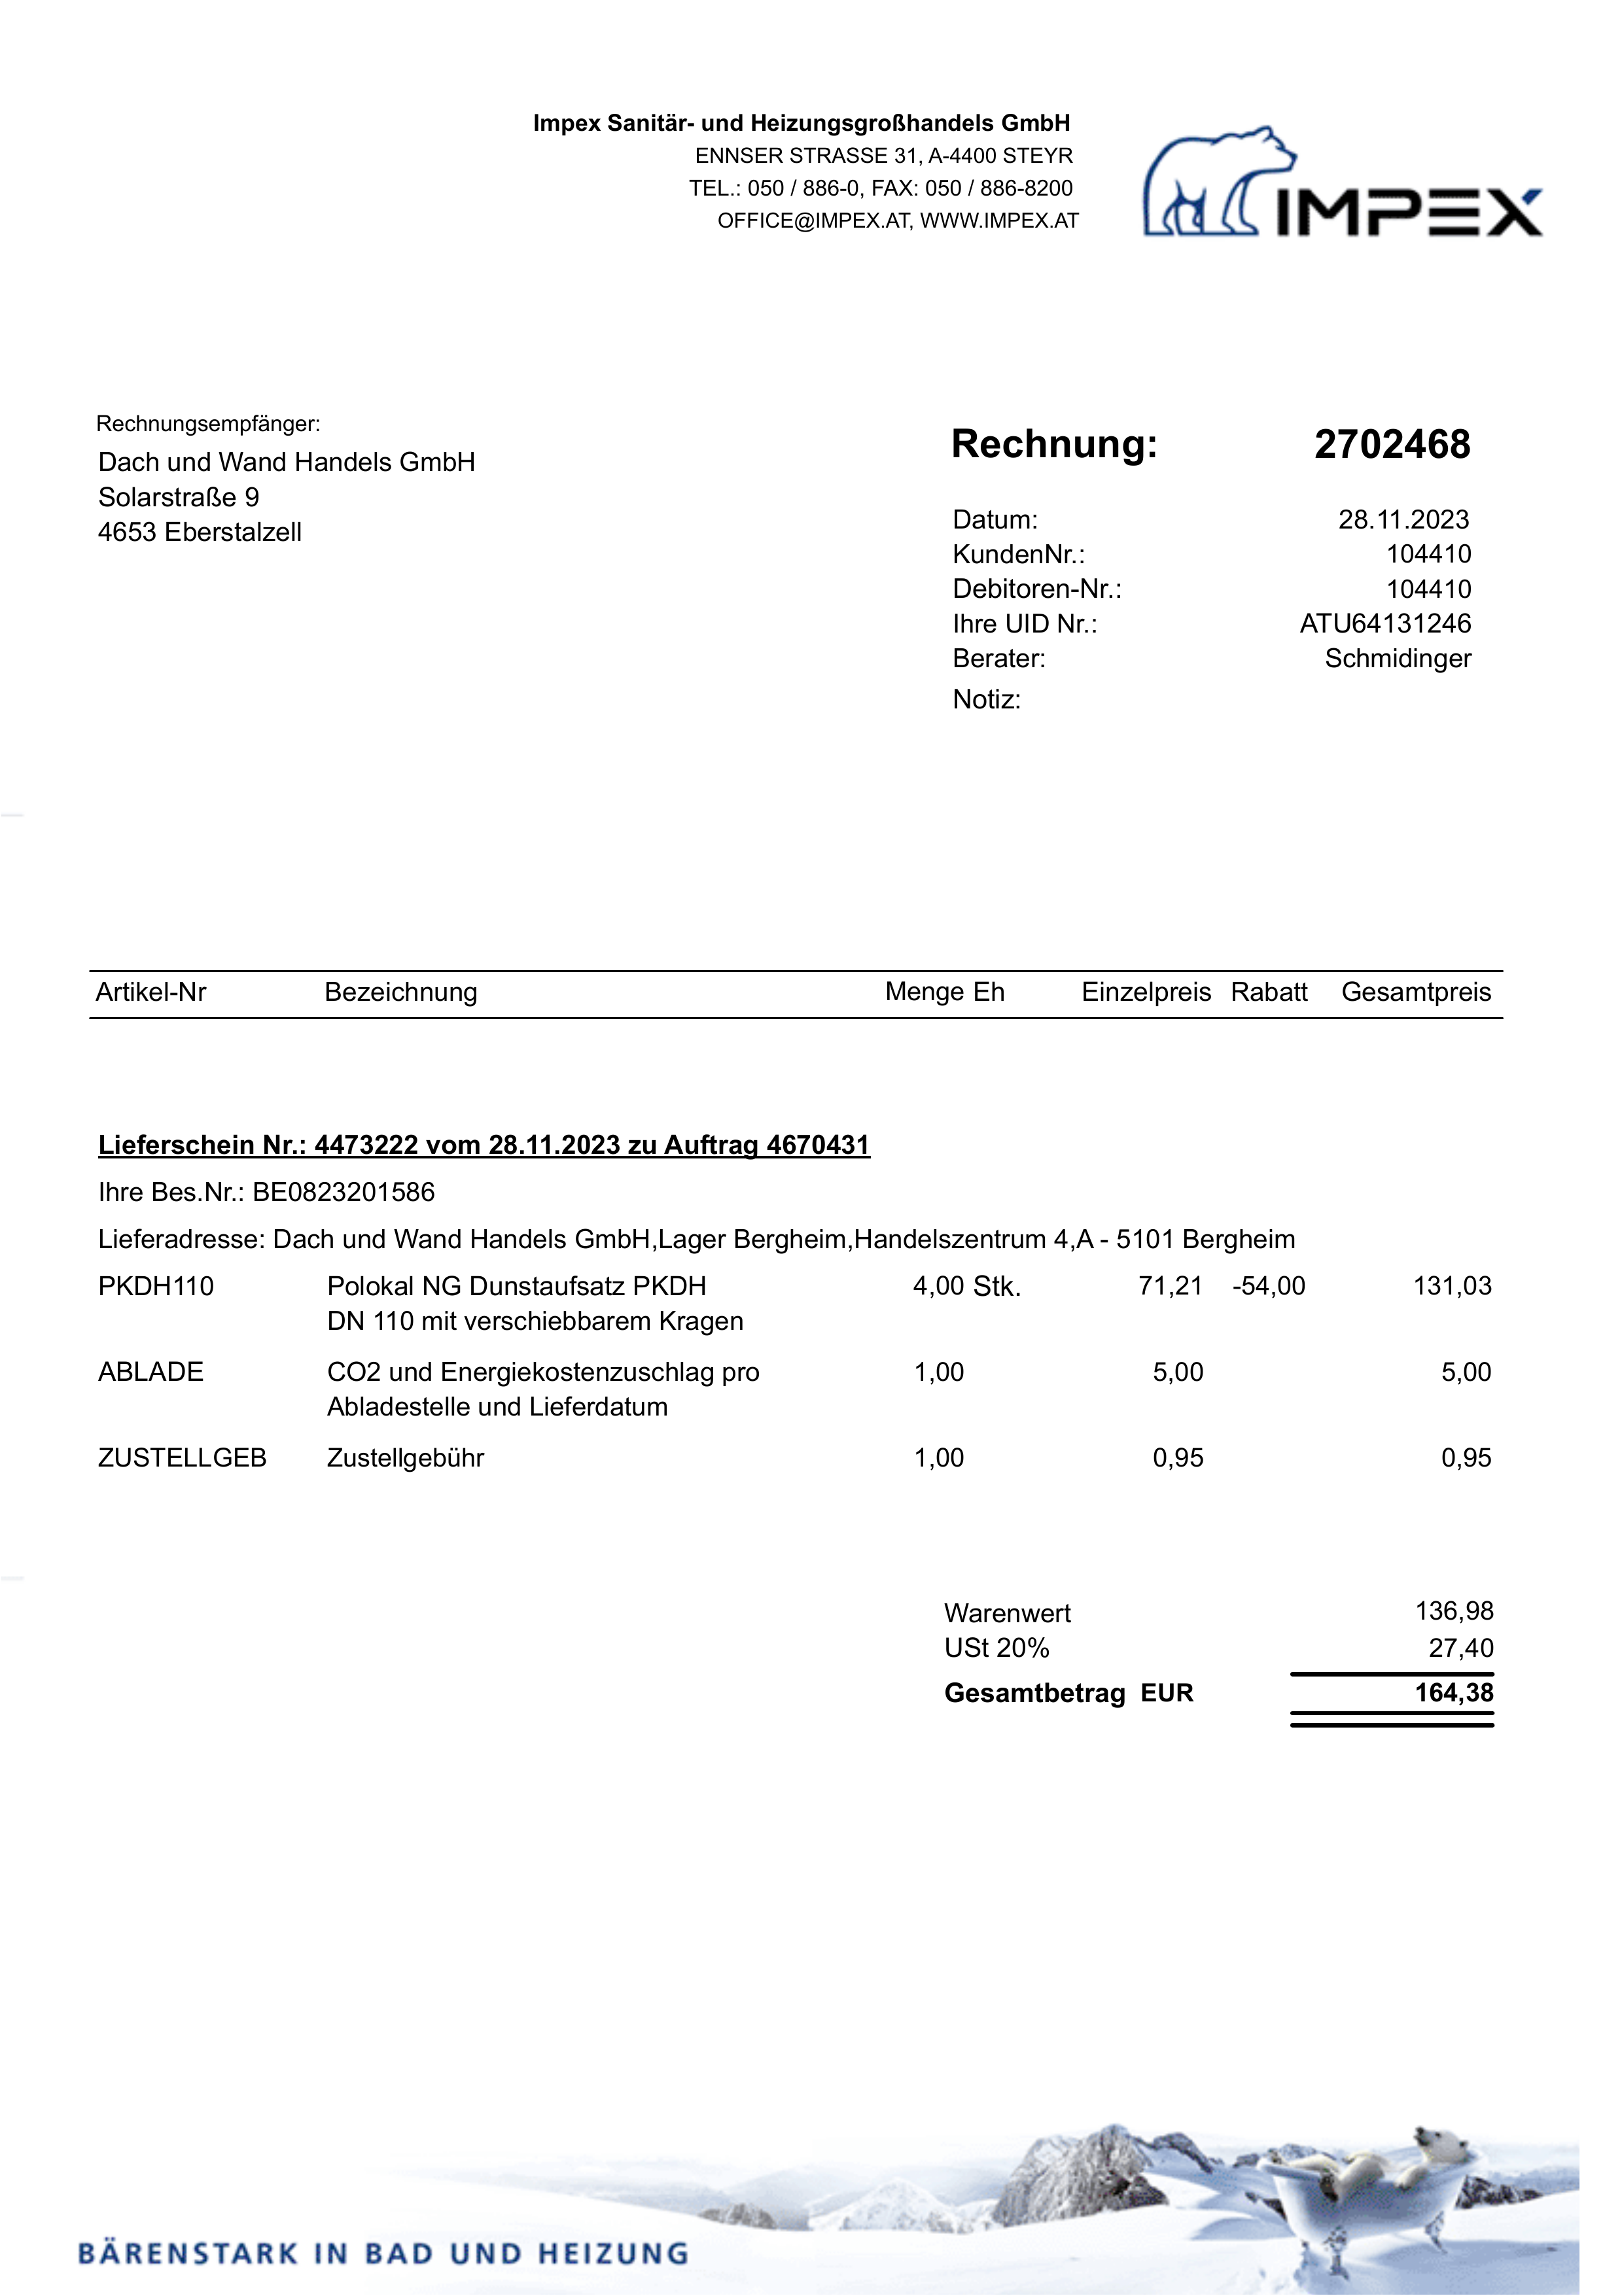 Impex Sanitär- und Heizungsgroßhandels GmbH
ENNSER STRASSE 31, A-4400 STEYR
TEL.: 050 / 886-0, FAX: 050 / 886-8200
OFFICE@IMPEX.AT, WWW.IMPEX.AT
IMPEX
Rechnungsempfänger:
Dach und Wand Handels GmbH
Solarstraße 9
4653 Eberstalzell
Rechnung: 2702468
Datum: 28.11.2023
KundenNr.: 104410
Debitoren-Nr.: 104410
Ihre UID Nr.: ATU64131246
Berater: Schmidinger
Notiz:
Artikel-Nr Bezeichnung Menge Eh Einzelpreis Rabatt Gesamtpreis
Lieferschein Nr.: 4473222 vom 28.11.2023 zu Auftrag 4670431
Ihre Bes.Nr.: BE0823201586
Lieferadresse: Dach und Wand Handels GmbH,Lager Bergheim,Handelszentrum 4,A - 5101 Bergheim
PKDH110 Polokal NG Dunstaufsatz PKDH 4,00 Stk. 71,21 -54,00 131,03
DN 110 mit verschiebbarem Kragen
ABLADE CO2 und Energiekostenzuschlag pro 1,00 5,00 5,00
Abladestelle und Lieferdatum
ZUSTELLGEB Zustellgebühr 1,00 0,95 0,95
Warenwert 136,98
USt 20% 27,40
Gesamtbetrag EUR 164,38
BÄRENSTARK IN BAD UND HEIZUNG